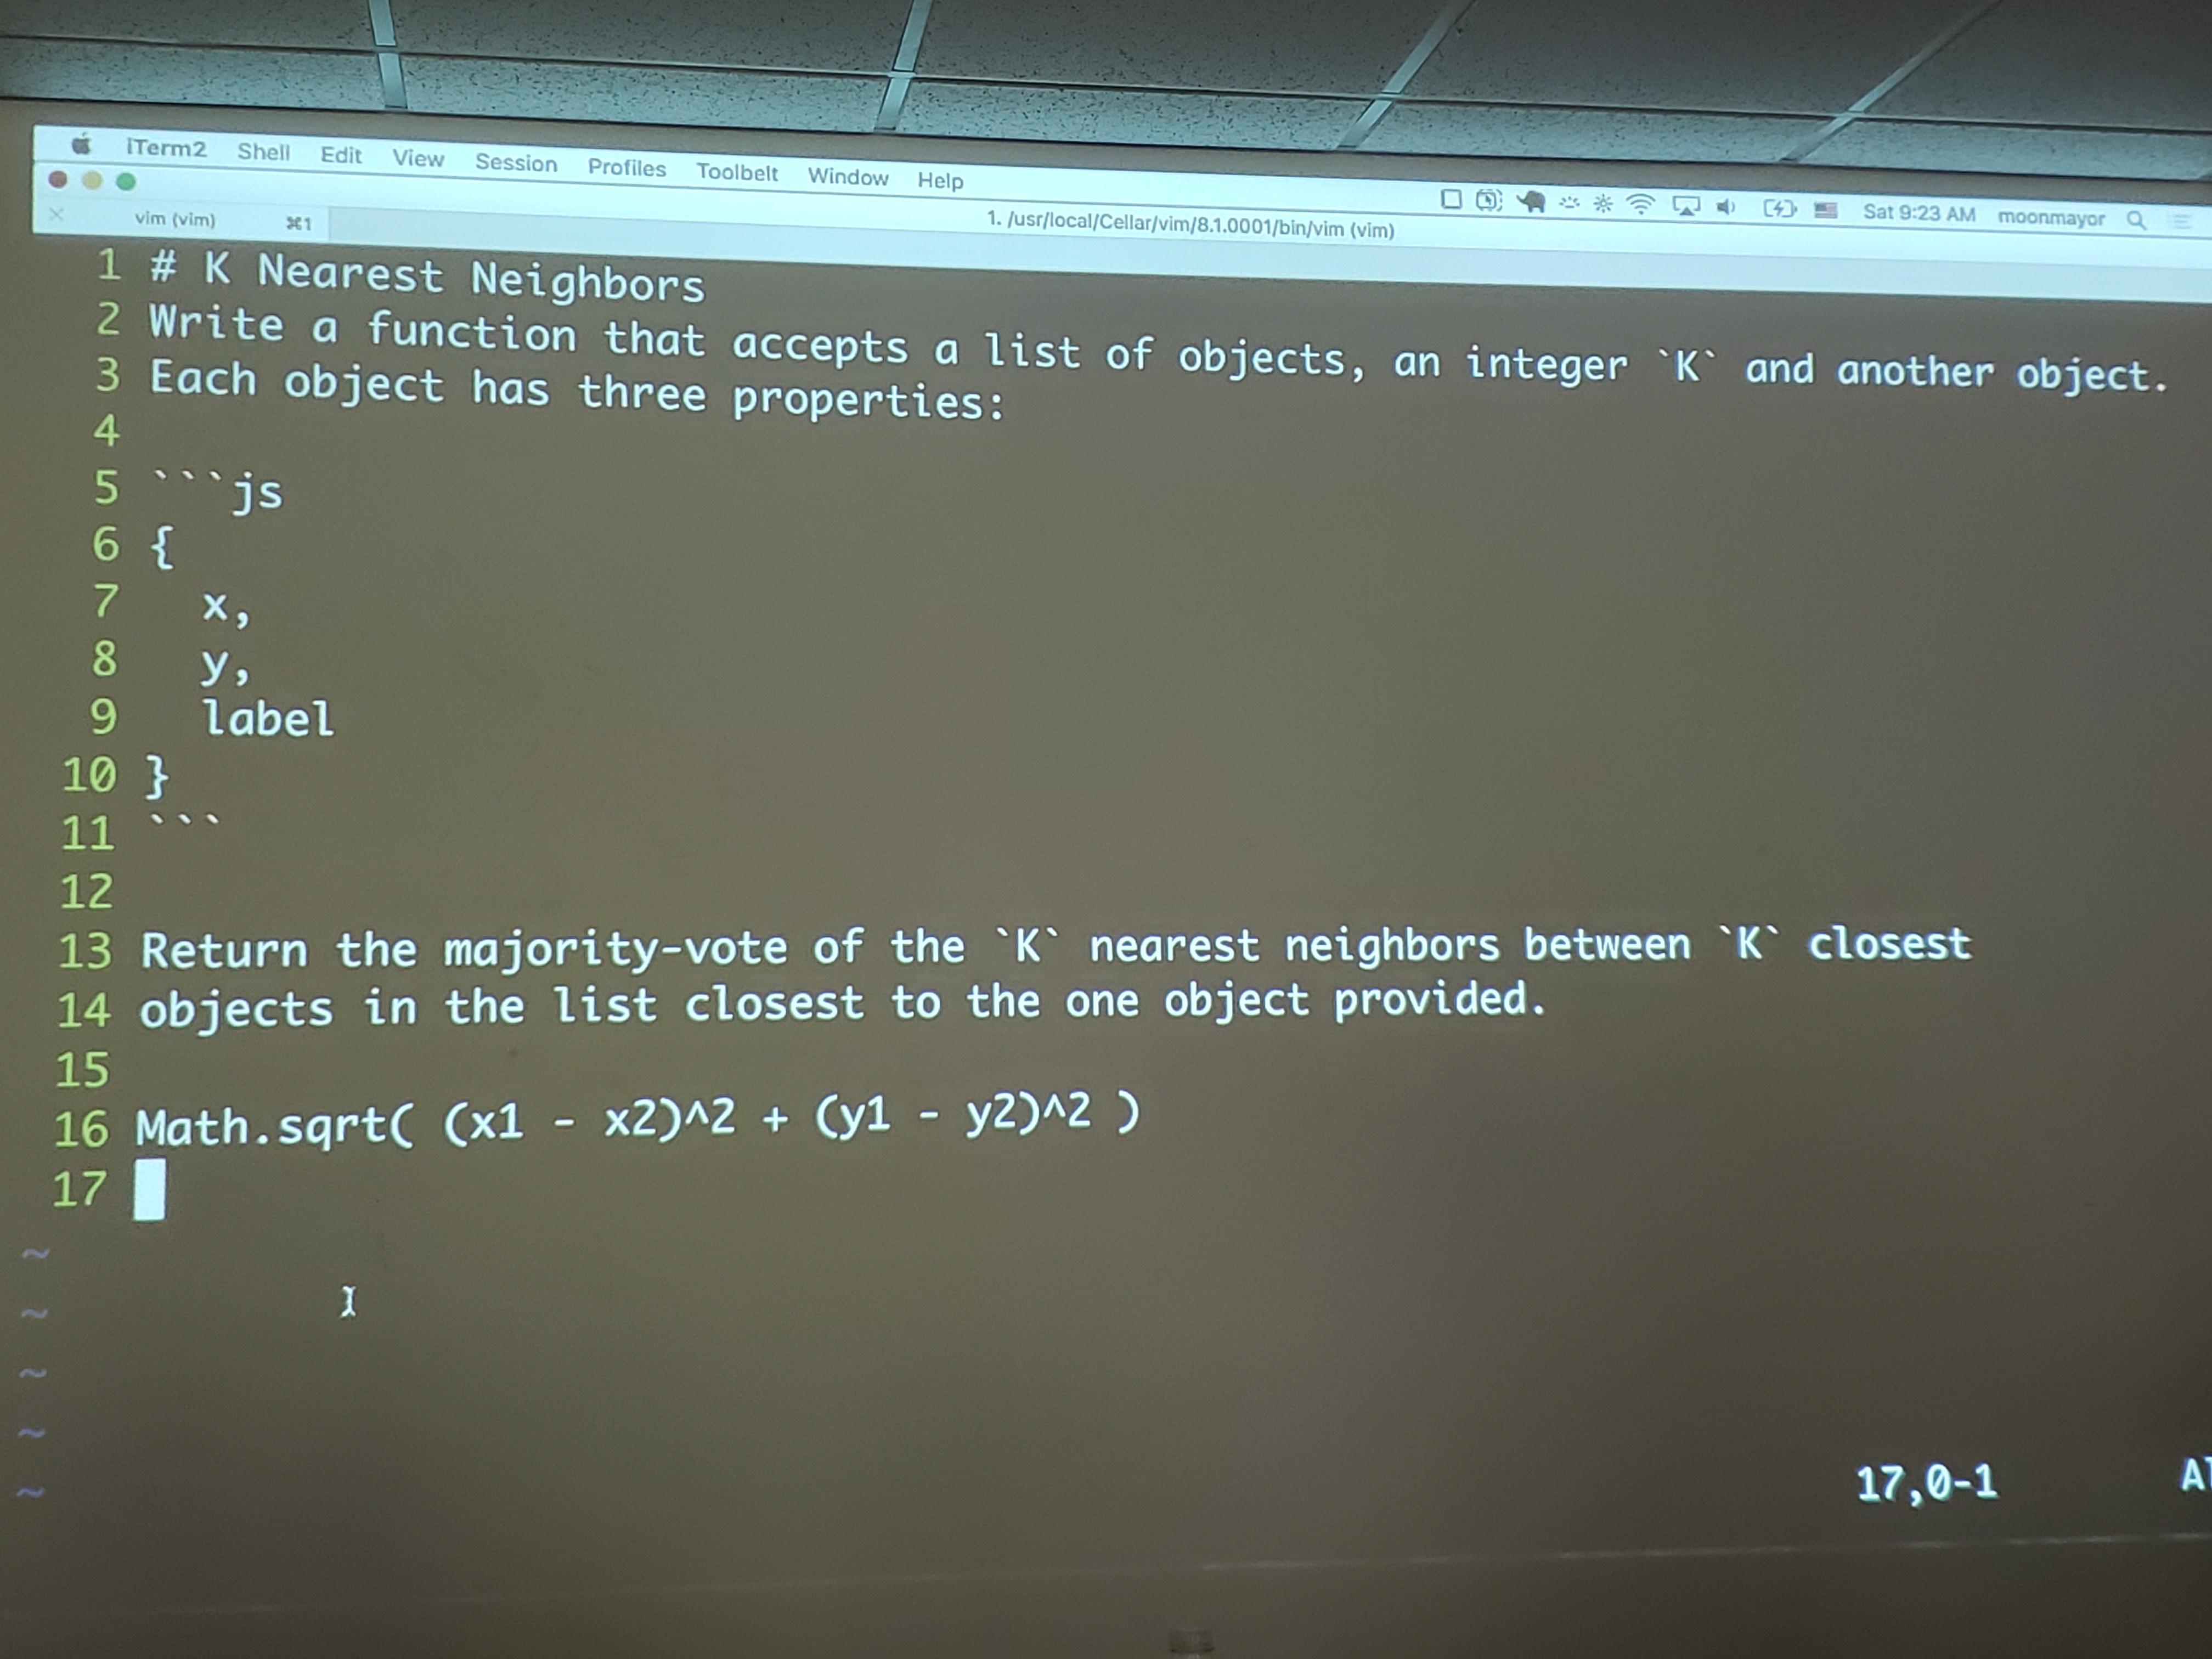 iTerm2 Shell Edit View Session Profiles Toolbelt Window Help Sat 9:23 AM moonmayor
vim (vim) ⌘1 1. /usr/local/Cellar/vim/8.1.0001/bin/vim (vim)
1 # K Nearest Neighbors
2 Write a function that accepts a list of objects, an integer `K` and another object.
3 Each object has three properties:
4
5 ```js
6 {
7   x,
8   y,
9   label
10 }
11 ```
12
13 Return the majority-vote of the `K` nearest neighbors between `K` closest
14 objects in the list closest to the one object provided.
15
16 Math.sqrt( (x1 - x2)^2 + (y1 - y2)^2 )
17
~
~
~
~
~
17,0-1